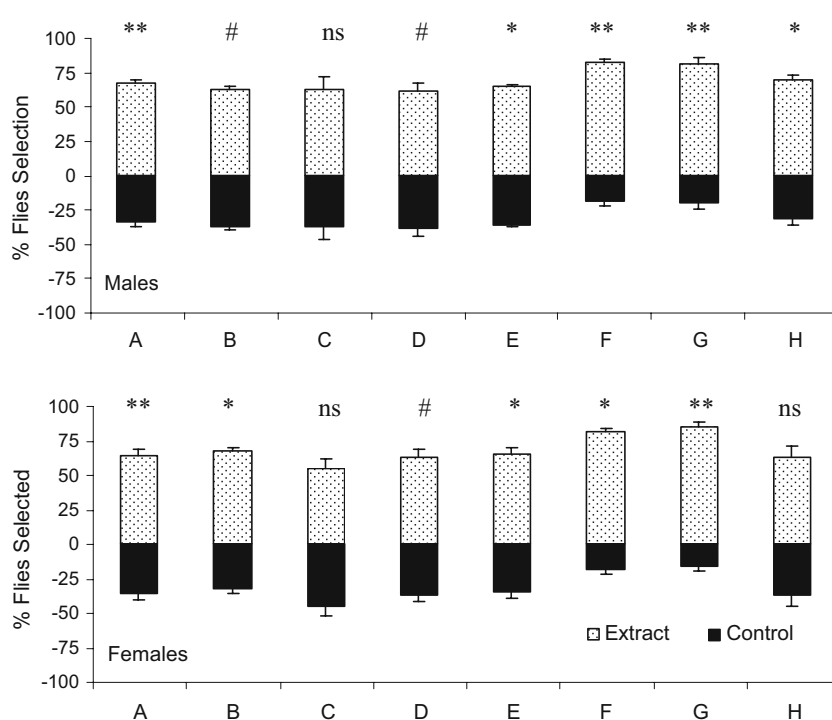 ** # ns # * ** ** *
100
75
50
25
0
-25
-50
-75
-100
% Flies Selection
Males
A B C D E F G H
** * ns # * * ** ns
100
75
50
25
0
-25
-50
-75
-100
% Flies Selected
Extract Control
Females
A B C D E F G H